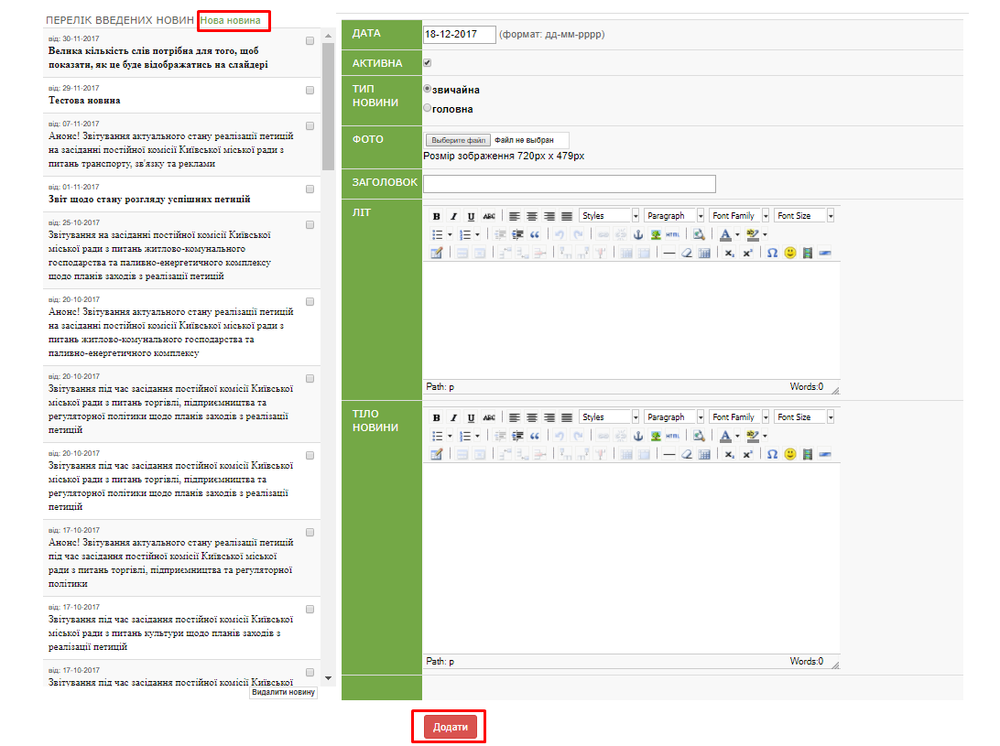 ПЕРЕЛІК ВВЕДЕНИХ НОВИН Нова новина
від: 30-11-2017
Велика кількість слів потрібна для того, щоб
показати, як це буде відображатись на слайдері
від: 29-11-2017
Тестова новина
від: 07-11-2017
Анонс! Звітування актуального стану реалізації петицій
на засіданні постійної комісії Київської міської ради з
питань транспорту, зв'язку та реклами
від: 01-11-2017
Звіт щодо стану розгляду успішних петицій
від: 25-10-2017
Звітування на засіданні постійної комісії Київської
міської ради з питань житлово-комунального
господарства та паливно-енергетичного комплексу
щодо планів заходів з реалізації петицій
від: 20-10-2017
Анонс! Звітування актуального стану реалізації петицій
на засіданні постійної комісії Київської міської ради з
питань житлово-комунального господарства та
паливно-енергетичного комплексу
від: 20-10-2017
Звітування під час засідання постійної комісії Київської
міської ради з питань торгівлі, підприємництва та
регуляторної політики щодо планів заходів з реалізації
петицій
від: 20-10-2017
Звітування під час засідання постійної комісії Київської
міської ради з питань торгівлі, підприємництва та
регуляторної політики щодо планів заходів з реалізації
петицій
від: 17-10-2017
Анонс! Звітування актуального стану реалізації петицій
під час засідання постійної комісії Київської міської
ради з питань торгівлі, підприємництва та регуляторної
політики
від: 17-10-2017
Звітування під час засідання постійної комісії Київської
міської ради з питань культури щодо планів заходів з
реалізації петицій
від: 17-10-2017
Звітування під час засідання постійної комісії Київської
Видалити новину
ДАТА
18-12-2017 (формат: дд-мм-рррр)
АКТИВНА
ТИП
НОВИНИ
звичайна
головна
ФОТО
Выберите файл Файл не выбран
Розмір зображення 720px x 479px
ЗАГОЛОВОК
ЛІТ
B I U ABC Styles Paragraph Font Family Font Size
HTML A ab
x₂ x² Ω
Path: p Words:0
ТІЛО
НОВИНИ
B I U ABC Styles Paragraph Font Family Font Size
HTML A ab
x₂ x² Ω
Path: p Words:0
Додати